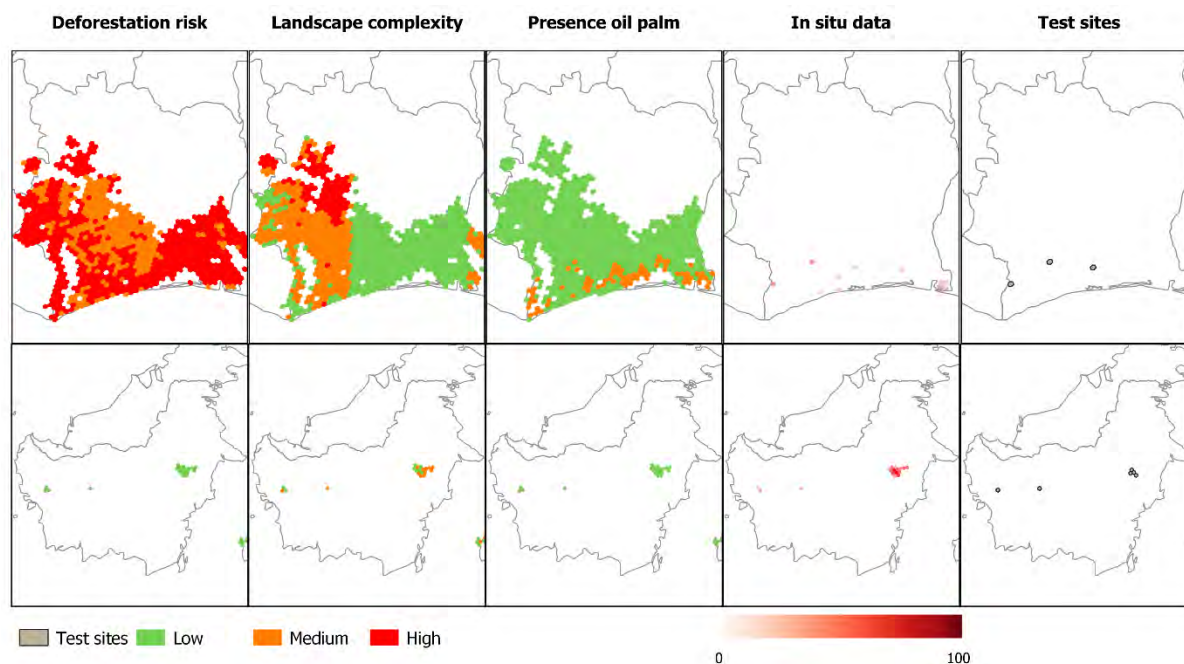 Deforestation risk
Landscape complexity
Presence oil palm
In situ data
Test sites
Test sites
Low
Medium
High
0
100